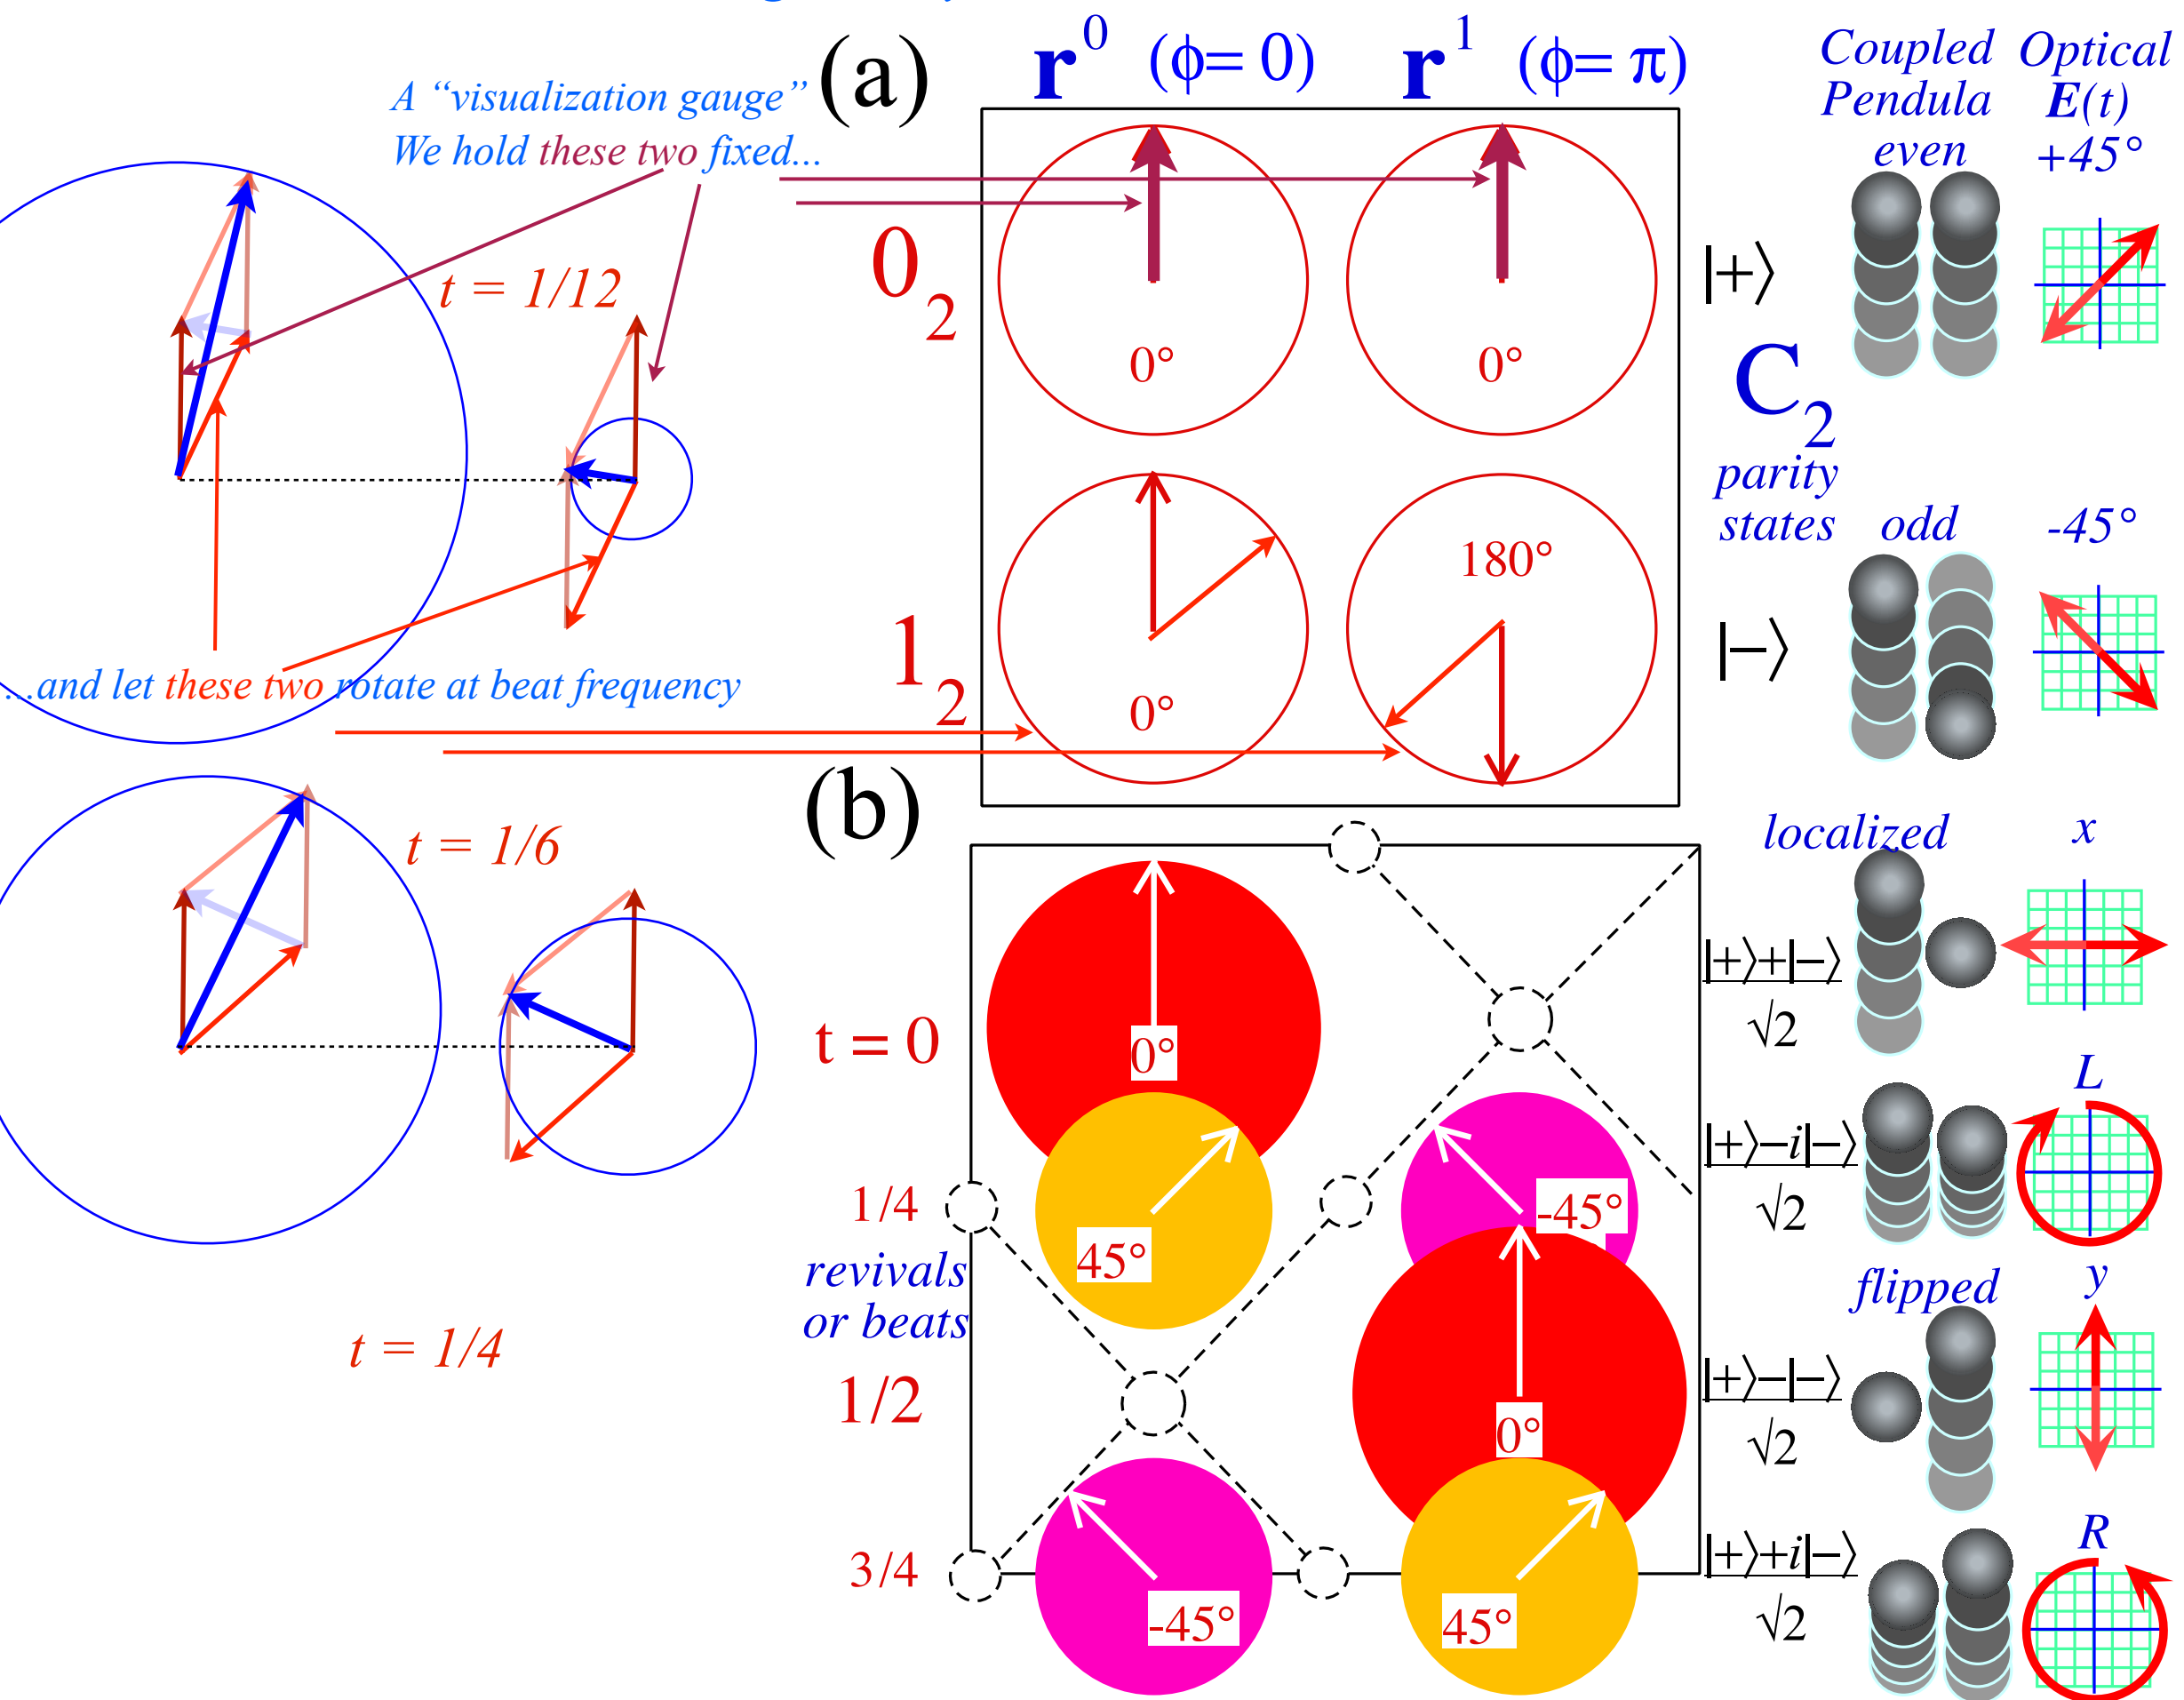 A “visualization gauge”
We hold these two fixed...
t = 1/12
...and let these two rotate at beat frequency
t = 1/6
t = 1/4
(a)
r⁰ (ϕ= 0)
r¹ (ϕ= π)
0₂
0°
0°
1₂
0°
180°
|+⟩
C₂
parity
states
|−⟩
Coupled
Pendula
even
odd
Optical
E(t)
+45°
-45°
(b)
t = 0
0°
1/4
45°
-45°
revivals
or beats
1/2
0°
3/4
-45°
45°
localized
x
|+⟩+|−⟩
√2
L
|+⟩−i|−⟩
√2
flipped
y
|+⟩−|−⟩
√2
R
|+⟩+i|−⟩
√2